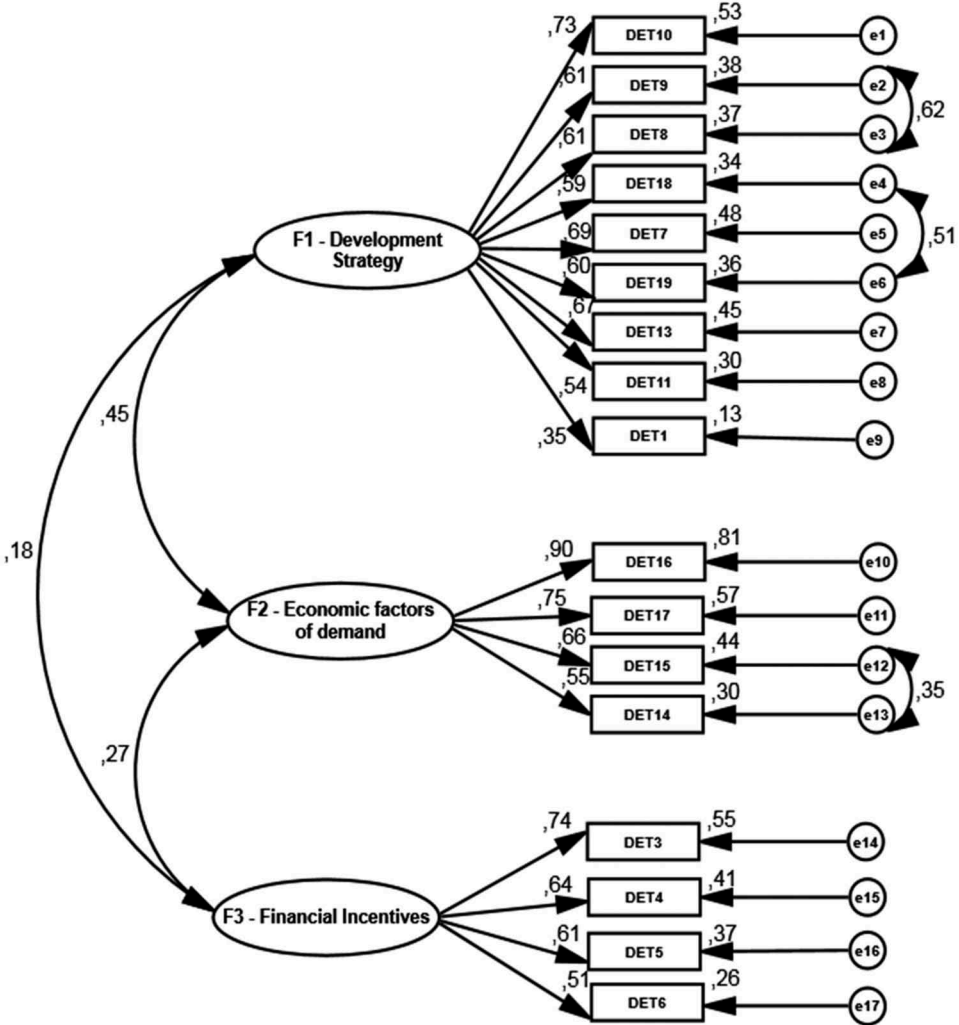 ,73
DET10
,53
e1
,61
DET9
,38
e2
,62
,61
DET8
,37
e3
,59
DET18
,34
e4
,51
F1 - Development
Strategy
,69
DET7
,48
e5
,60
DET19
,36
e6
,67
DET13
,45
e7
,54
DET11
,30
e8
,35
DET1
,13
e9
,45
,18
,90
DET16
,81
e10
F2 - Economic factors
of demand
,75
DET17
,57
e11
,66
DET15
,44
e12
,35
,55
DET14
,30
e13
,27
,74
DET3
,55
e14
F3 - Financial Incentives
,64
DET4
,41
e15
,61
DET5
,37
e16
,51
DET6
,26
e17